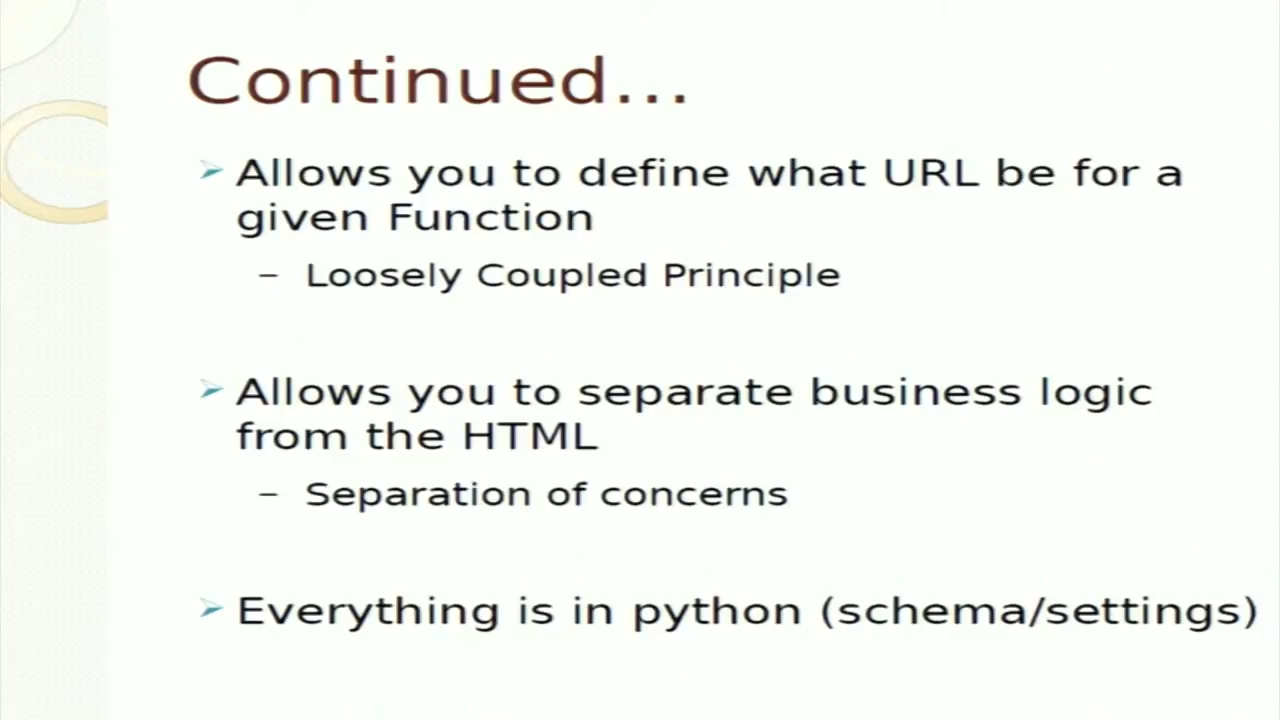 Continued...
➢ Allows you to define what URL be for a
given Function
– Loosely Coupled Principle
➢ Allows you to separate business logic
from the HTML
– Separation of concerns
➢ Everything is in python (schema/settings)